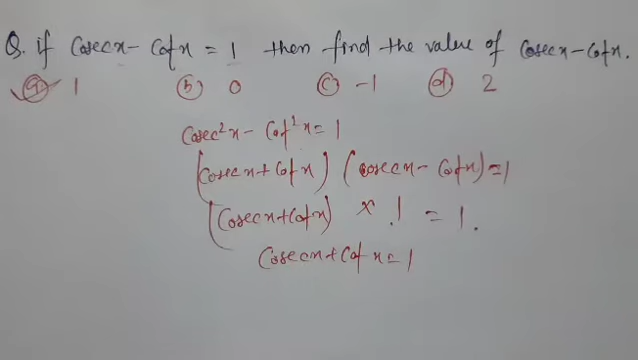 Q. if Cosecx - Cotx = 1 then find the value of Cosecx - Cotx.
(a) 1 (b) 0 (c) -1 (d) 2
Cosec²x - Cot²x = 1
(Cosecx + Cotx) (Cosecx - Cotx) = 1
(Cosecx + Cotx) × 1 = 1.
Cosecx + Cotx = 1